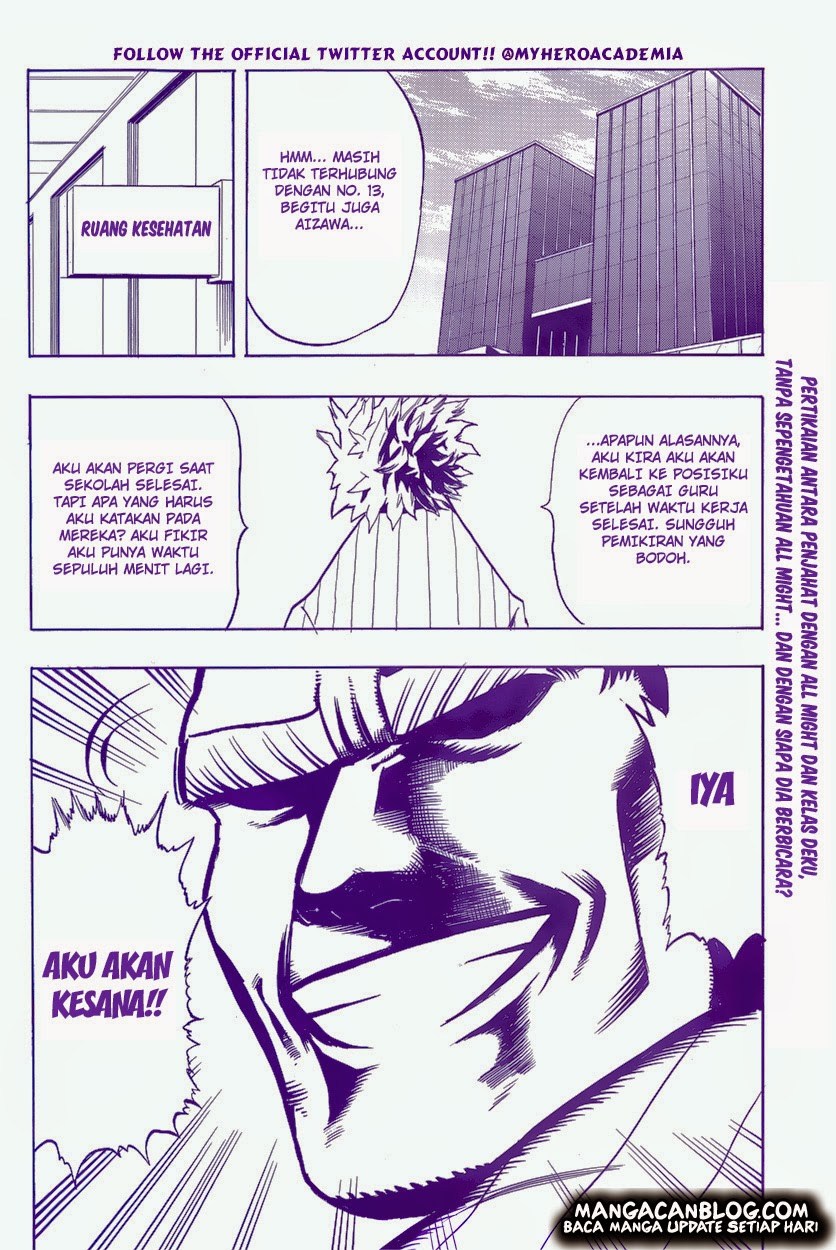 FOLLOW THE OFFICIAL TWITTER ACCOUNT!! @MYHEROACADEMIA
HMM... MASIH
TIDAK TERHUBUNG
DENGAN NO. 13,
BEGITU JUGA
AIZAWA...
RUANG KESEHATAN
PERTIKAIAN ANTARA PENJAHAT DENGAN ALL MIGHT DAN KELAS DEKU,
TANPA SEPENGETAHUAN ALL MIGHT... DAN DENGAN SIAPA DIA BERBICARA?
...APAPUN ALASANNYA,
AKU KIRA AKU AKAN
KEMBALI KE POSISIKU
SEBAGAI GURU
SETELAH WAKTU KERJA
SELESAI. SUNGGUH
PEMIKIRAN YANG
BODOH.
AKU AKAN PERGI SAAT
SEKOLAH SELESAI.
TAPI APA YANG HARUS
AKU KATAKAN PADA
MEREKA? AKU FIKIR
AKU PUNYA WAKTU
SEPULUH MENIT LAGI.
IYA
AKU AKAN
KESANA!!
MANGACANBLOG.COM
BACA MANGA UPDATE SETIAP HARI